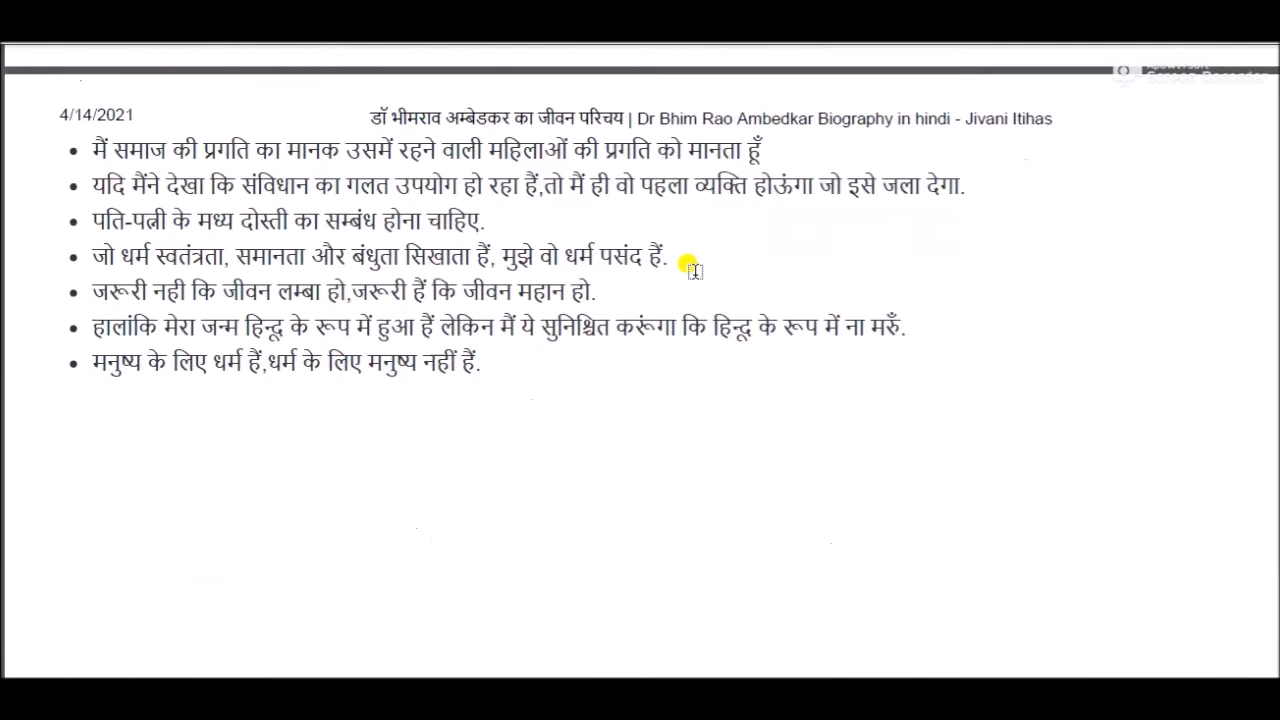 4/14/2021
डॉ भीमराव अम्बेडकर का जीवन परिचय | Dr Bhim Rao Ambedkar Biography in hindi - Jivani Itihas
• मैं समाज की प्रगति का मानक उसमें रहने वाली महिलाओं की प्रगति को मानता हूँ
• यदि मैंने देखा कि संविधान का गलत उपयोग हो रहा हैं,तो मैं ही वो पहला व्यक्ति होऊंगा जो इसे जला देगा.
• पति-पत्नी के मध्य दोस्ती का सम्बंध होना चाहिए.
• जो धर्म स्वतंत्रता, समानता और बंधुता सिखाता हैं, मुझे वो धर्म पसंद हैं.
• जरूरी नही कि जीवन लम्बा हो,जरूरी हैं कि जीवन महान हो.
• हालांकि मेरा जन्म हिन्दू के रूप में हुआ हैं लेकिन मैं ये सुनिश्चित करूंगा कि हिन्दू के रूप में ना मरुँ.
• मनुष्य के लिए धर्म हैं,धर्म के लिए मनुष्य नहीं हैं.